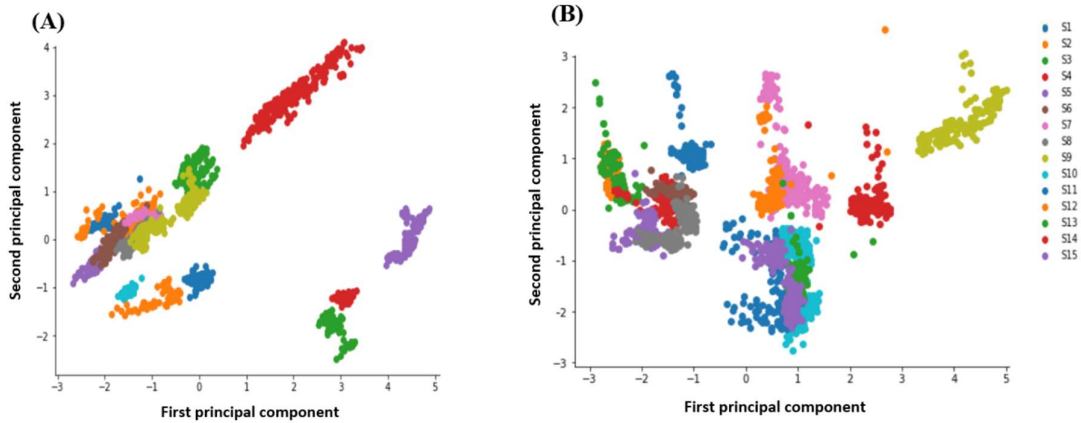 (A)
(B)
4
3
2
1
0
−1
−2
Second principal component
−3
−2
−1
0
1
2
3
4
5
First principal component
3
2
1
0
−1
−2
−3
Second principal component
−3
−2
−1
0
1
2
3
4
5
First principal component
S1
S2
S3
S4
S5
S6
S7
S8
S9
S10
S11
S12
S13
S14
S15